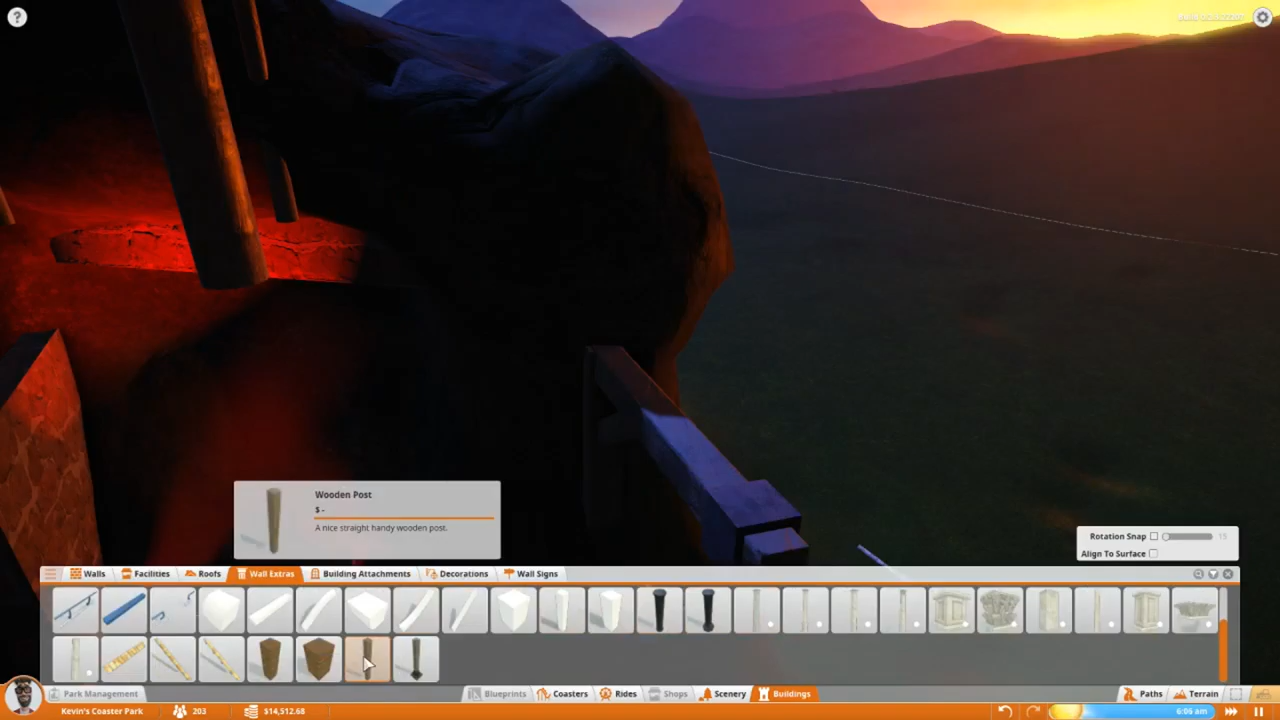 ?
Wooden Post
$ -
A nice straight handy wooden post.
Rotation Snap 15
Align To Surface
Walls Facilities Roofs Wall Extras Building Attachments Decorations Wall Signs
Park Management Blueprints Coasters Rides Shops Scenery Buildings Paths Terrain
Kevin's Coaster Park 203 $14,512.68 6:06 am